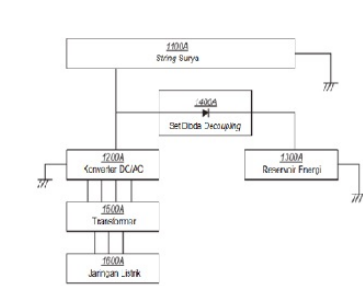 1100A
String Surya
1400A
Set Dioda Decoupling
1200A
Konverter DC/AC
1300A
Reservoir Energi
1500A
Transformer
1600A
Jaringan Listrik